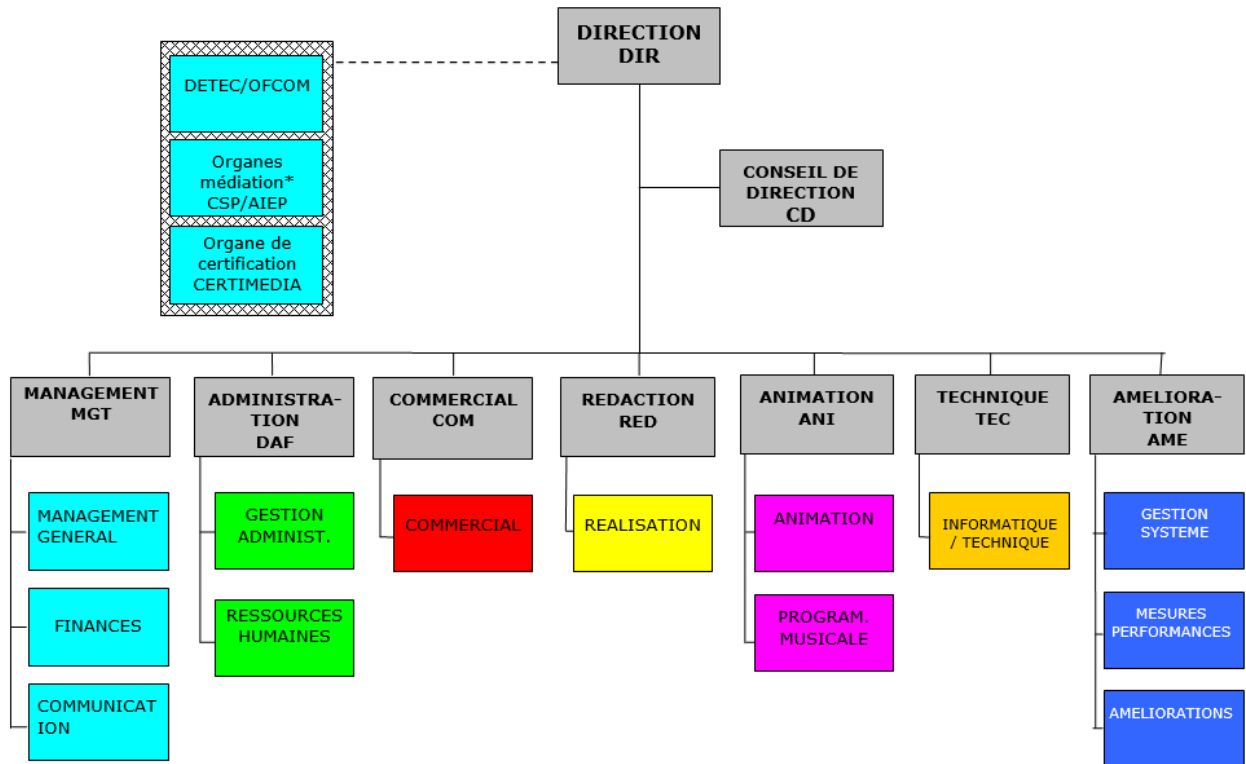 DIRECTION
DIR
DETEC/OFCOM
Organes
médiation*
CSP/AIEP
Organe de
certification
CERTIMEDIA
CONSEIL DE
DIRECTION
CD
MANAGEMENT
MGT
ADMINISTRA-
TION
DAF
COMMERCIAL
COM
REDACTION
RED
ANIMATION
ANI
TECHNIQUE
TEC
AMELIORA-
TION
AME
MANAGEMENT
GENERAL
GESTION
ADMINIST.
COMMERCIAL
REALISATION
ANIMATION
INFORMATIQUE
/ TECHNIQUE
GESTION
SYSTEME
FINANCES
RESSOURCES
HUMAINES
PROGRAM.
MUSICALE
MESURES
PERFORMANCES
COMMUNICAT
ION
AMELIORATIONS